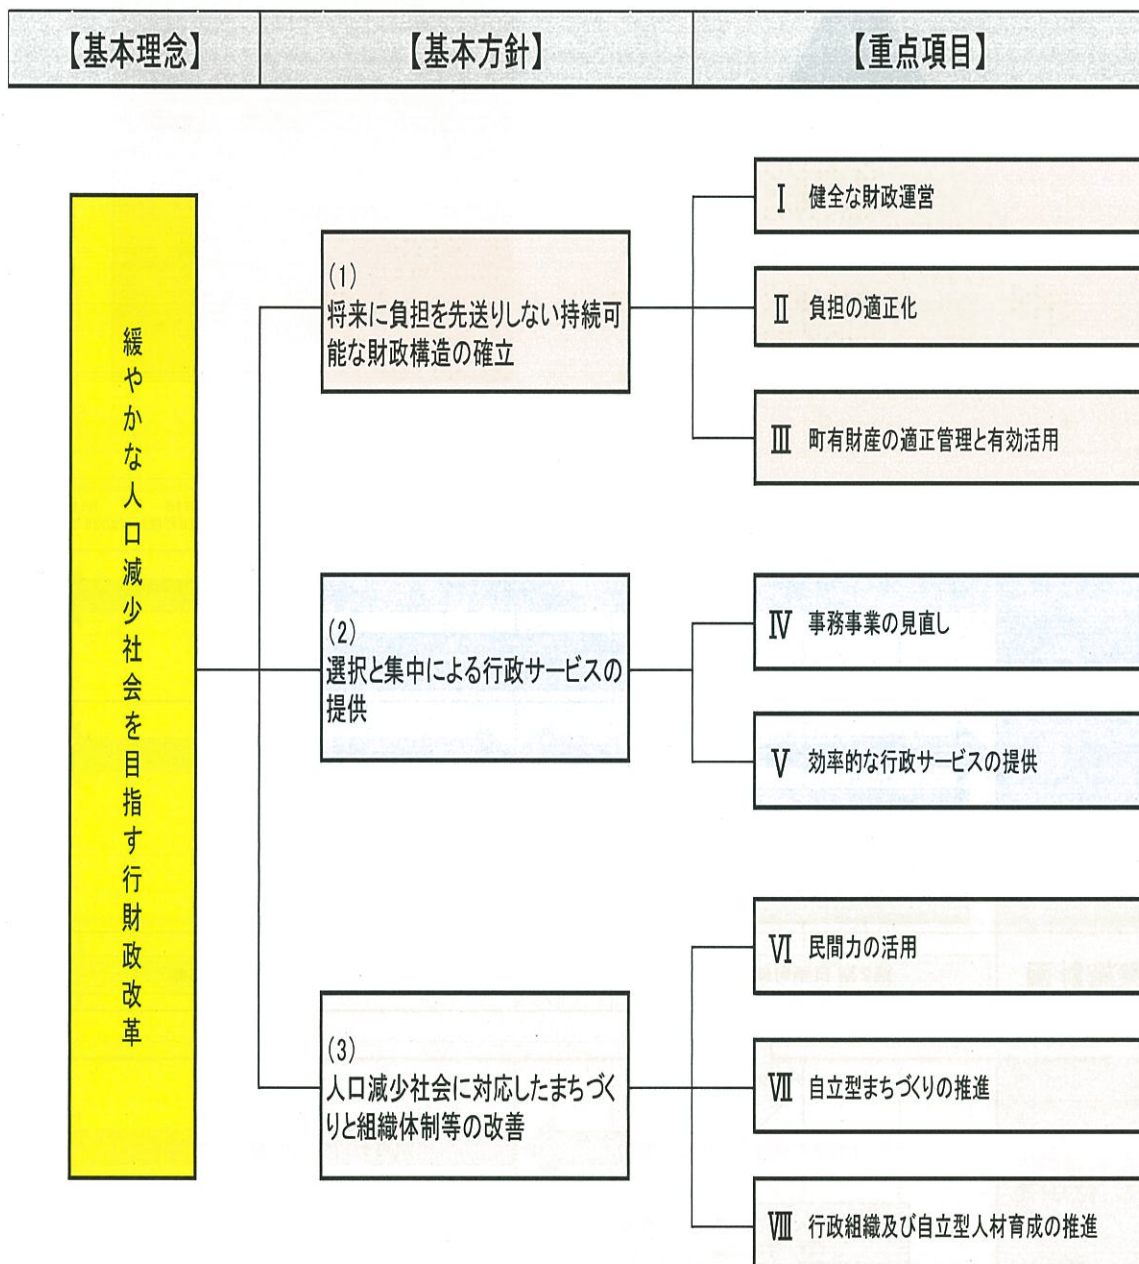 【基本理念】
【基本方針】
【重点項目】
緩やかな人口減少社会を目指す行財政改革
(1)
将来に負担を先送りしない持続可
能な財政構造の確立
Ⅰ 健全な財政運営
Ⅱ 負担の適正化
Ⅲ 町有財産の適正管理と有効活用
(2)
選択と集中による行政サービスの
提供
Ⅳ 事務事業の見直し
Ⅴ 効率的な行政サービスの提供
(3)
人口減少社会に対応したまちづく
りと組織体制等の改善
Ⅵ 民間力の活用
Ⅶ 自立型まちづくりの推進
Ⅷ 行政組織及び自立型人材育成の推進